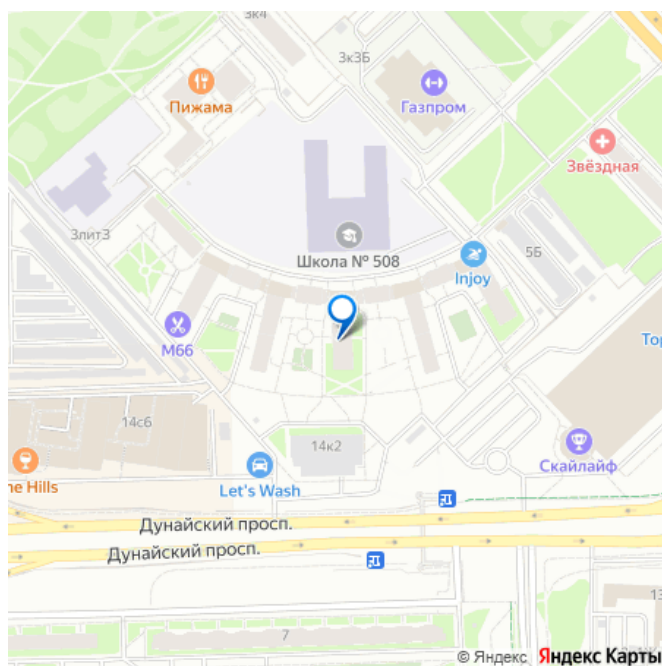 3к4
3к3Б
Пижама
Газпром
Звёздная
3литЗ
Школа № 508
5Б
Injoy
М66
Тор
14с6
14к2
Скайлайф
ne Hills
Let's Wash
Дунайский просп.
Дунайский просп.
7
13
© Яндекс Яндекс Карты